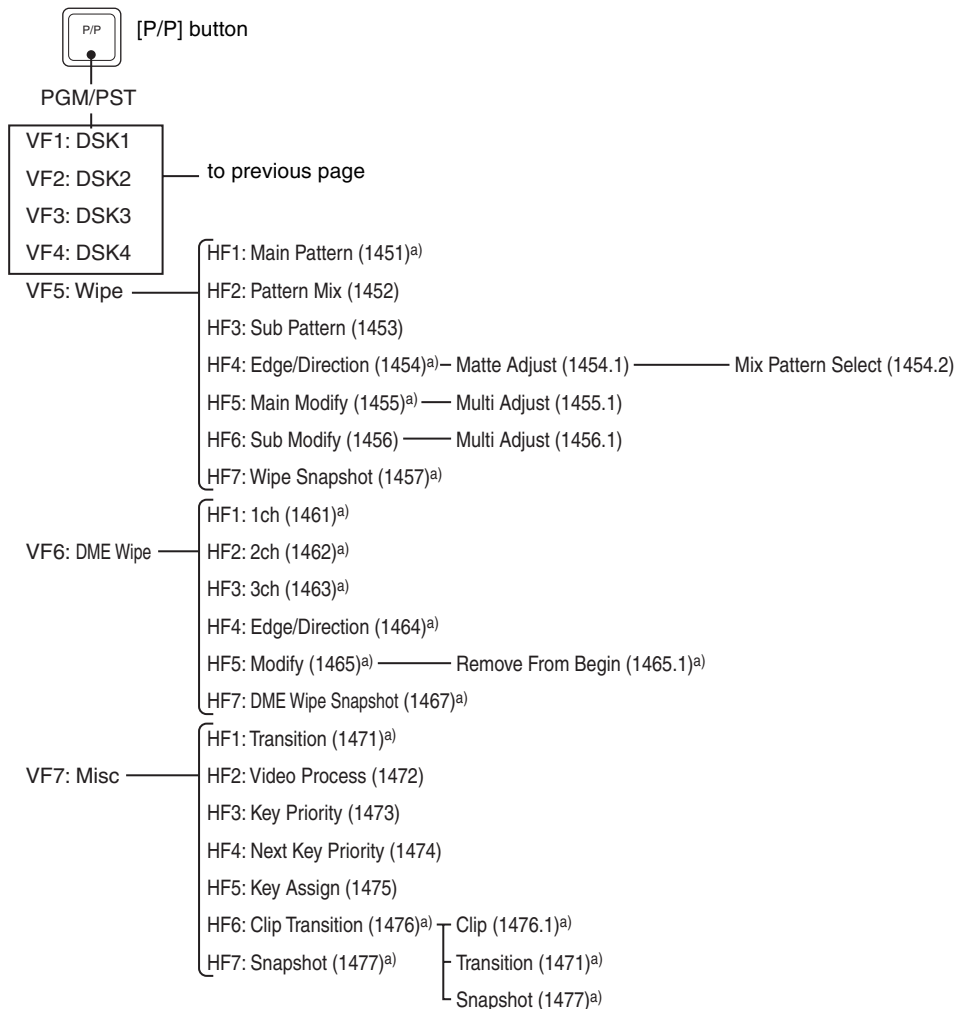 P/P
[P/P] button
PGM/PST
VF1: DSK1
VF2: DSK2
to previous page
VF3: DSK3
VF4: DSK4
VF5: Wipe
HF1: Main Pattern (1451)a)
HF2: Pattern Mix (1452)
HF3: Sub Pattern (1453)
HF4: Edge/Direction (1454)a) Matte Adjust (1454.1) Mix Pattern Select (1454.2)
HF5: Main Modify (1455)a) Multi Adjust (1455.1)
HF6: Sub Modify (1456) Multi Adjust (1456.1)
HF7: Wipe Snapshot (1457)a)
VF6: DME Wipe
HF1: 1ch (1461)a)
HF2: 2ch (1462)a)
HF3: 3ch (1463)a)
HF4: Edge/Direction (1464)a)
HF5: Modify (1465)a) Remove From Begin (1465.1)a)
HF7: DME Wipe Snapshot (1467)a)
VF7: Misc
HF1: Transition (1471)a)
HF2: Video Process (1472)
HF3: Key Priority (1473)
HF4: Next Key Priority (1474)
HF5: Key Assign (1475)
HF6: Clip Transition (1476)a) Clip (1476.1)a)
HF7: Snapshot (1477)a) Transition (1471)a)
Snapshot (1477)a)